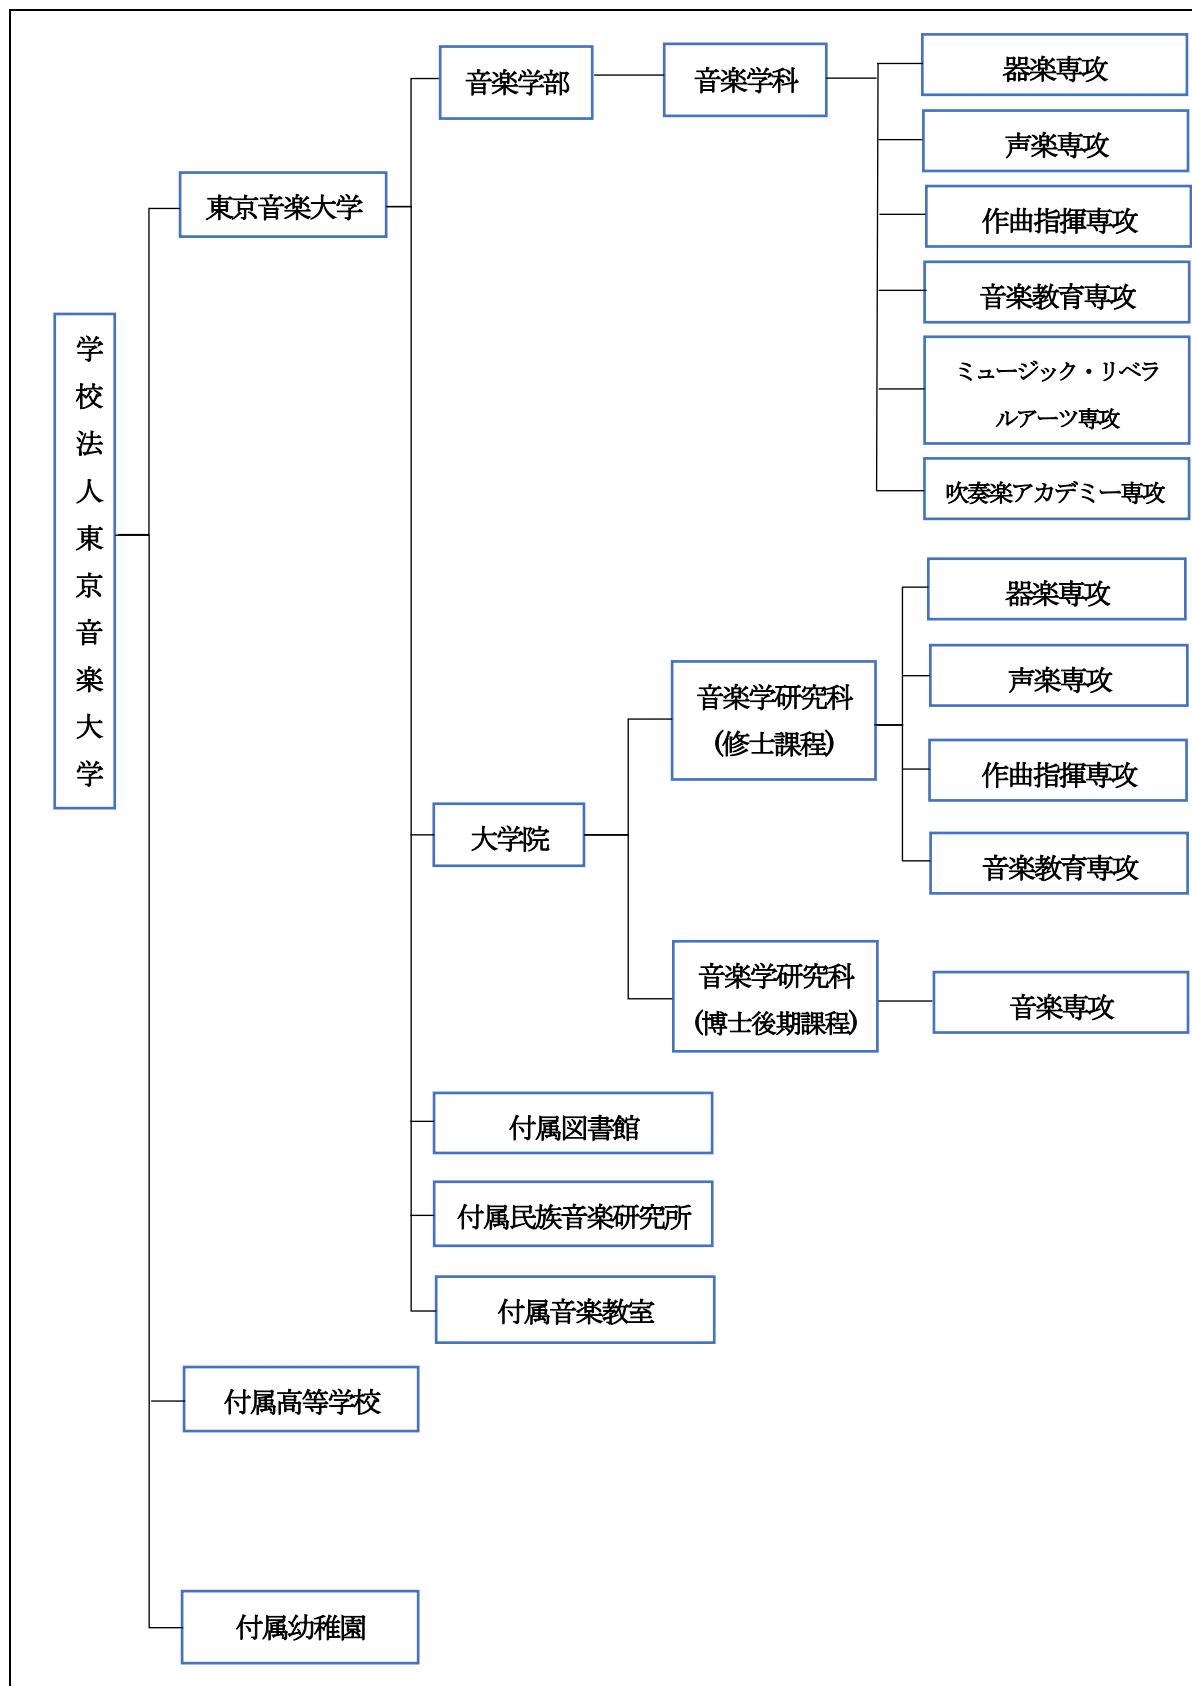 学校法人東京音楽大学
東京音楽大学
音楽学部
音楽学科
器楽専攻
声楽専攻
作曲指揮専攻
音楽教育専攻
ミュージック・リベラ
ルアーツ専攻
吹奏楽アカデミー専攻
大学院
音楽学研究科
(修士課程)
器楽専攻
声楽専攻
作曲指揮専攻
音楽教育専攻
音楽学研究科
(博士後期課程)
音楽専攻
付属図書館
付属民族音楽研究所
付属音楽教室
付属高等学校
付属幼稚園